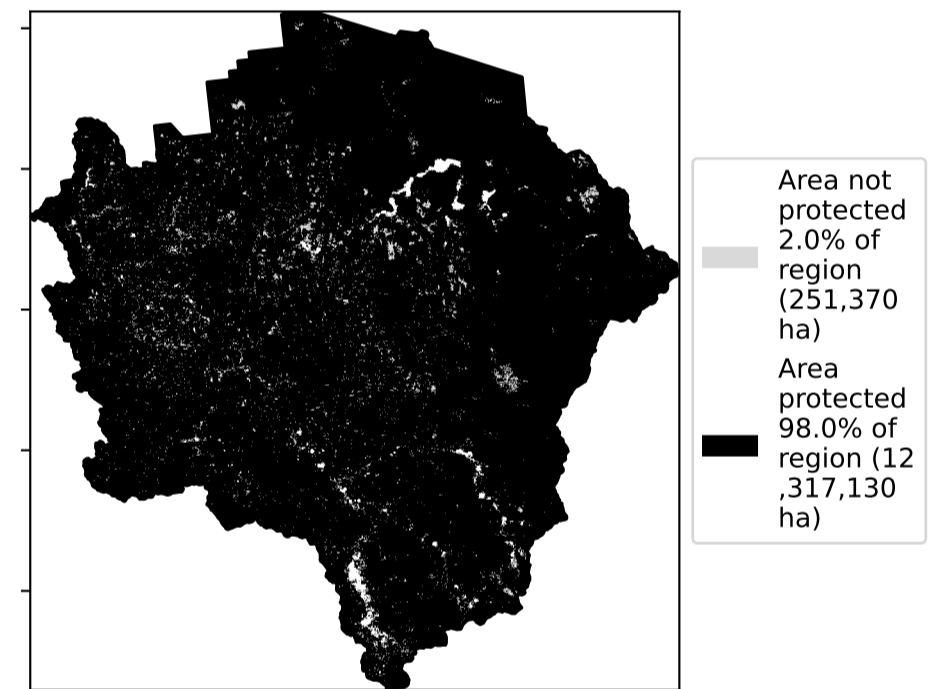 Area not
protected
2.0% of
region
(251,370
ha)
Area
protected
98.0% of
region (12
,317,130
ha)